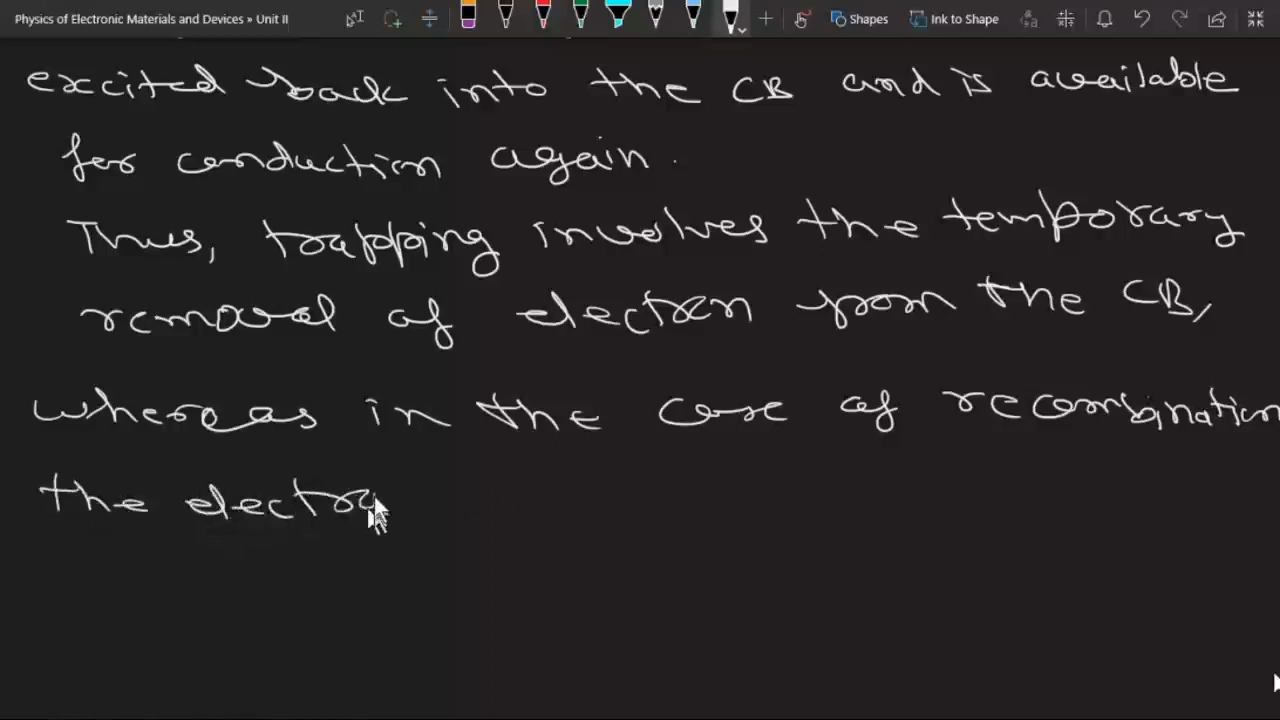 Physics of Electronic Materials and Devices » Unit II
Shapes
Ink to Shape
excited back into the CB and is available
for conduction again.
Thus, trapping involves the temporary
removal of electron from the CB,
whereas in the case of recombination
the electro